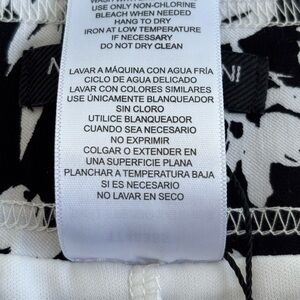 USE ONLY NON-CHLORINE
BLEACH WHEN NEEDED
HANG TO DRY
IRON AT LOW TEMPERATURE
IF NECESSARY
DO NOT DRY CLEAN
LAVAR A MÁQUINA CON AGUA FRÍA
CICLO DE AGUA DELICADO
LAVAR CON COLORES SIMILARES
USE ÚNICAMENTE BLANQUEADOR
SIN CLORO
UTILICE BLANQUEADOR
CUANDO SEA NECESARIO
NO EXPRIMIR
COLGAR O EXTENDER EN
UNA SUPERFICIE PLANA
PLANCHAR A TEMPERATURA BAJA
SI ES NECESARIO
NO LAVAR EN SECO